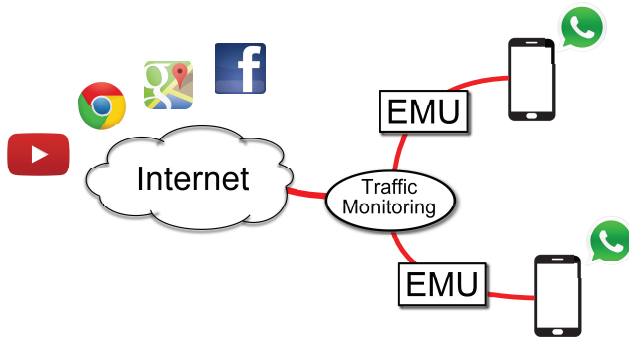 Internet
Traffic
Monitoring
EMU
EMU